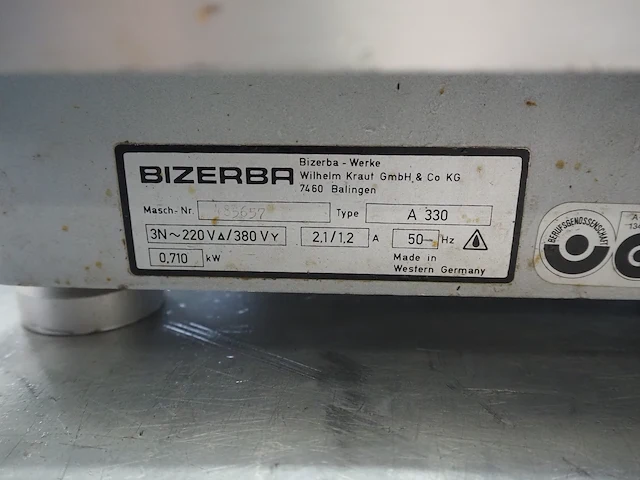 BIZERBA
Bizerba - Werke
Wilhelm Kraut GmbH. & Co KG
7460 Balingen
Masch-Nr. Type A 330
3N~220V∆/380VY 2,1/1,2 A 50~ Hz
0,710 kW
Made in
Western Germany
BERUFSGENOSSENSCHAFT
A
134